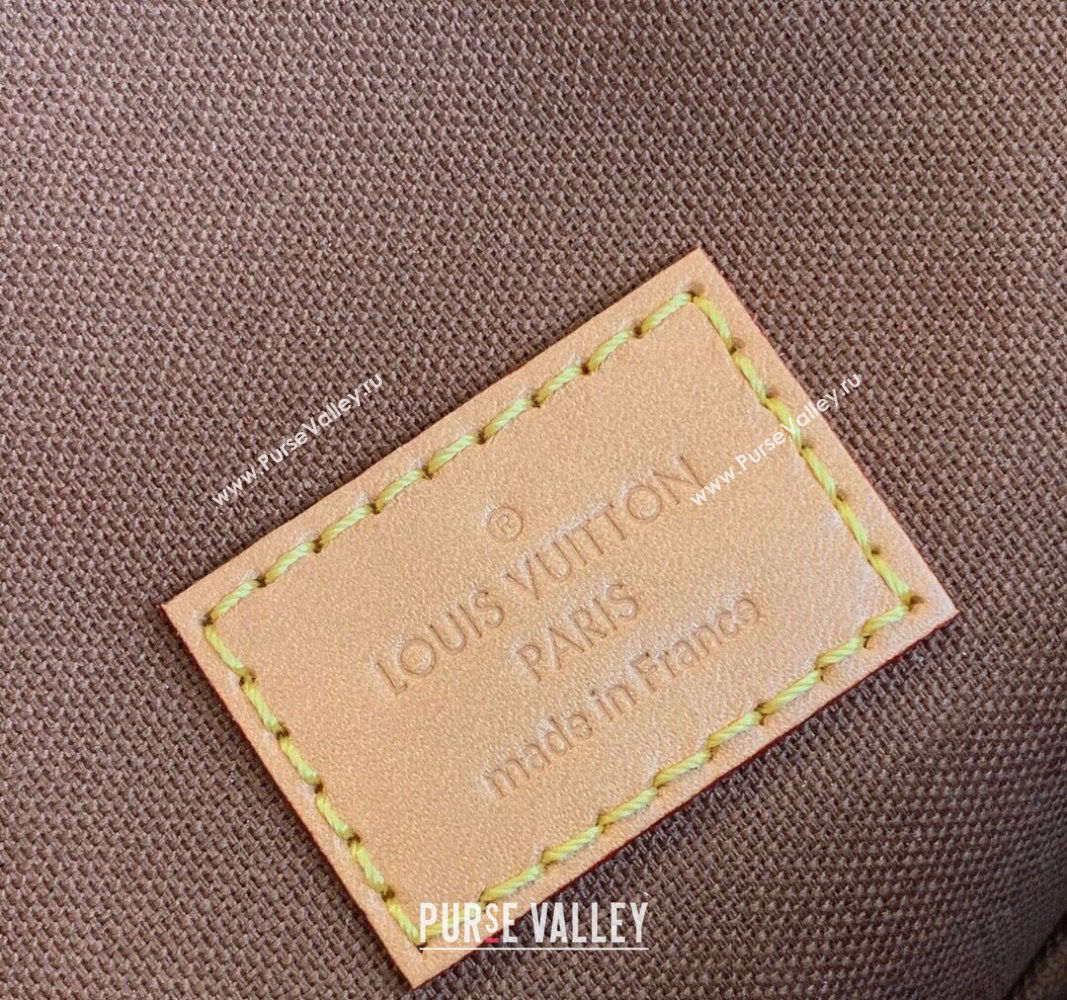 www.PurseValley.ru
www.PurseValley.ru
®
LOUIS VUITTON
PARIS
made in France
PURSE VALLEY